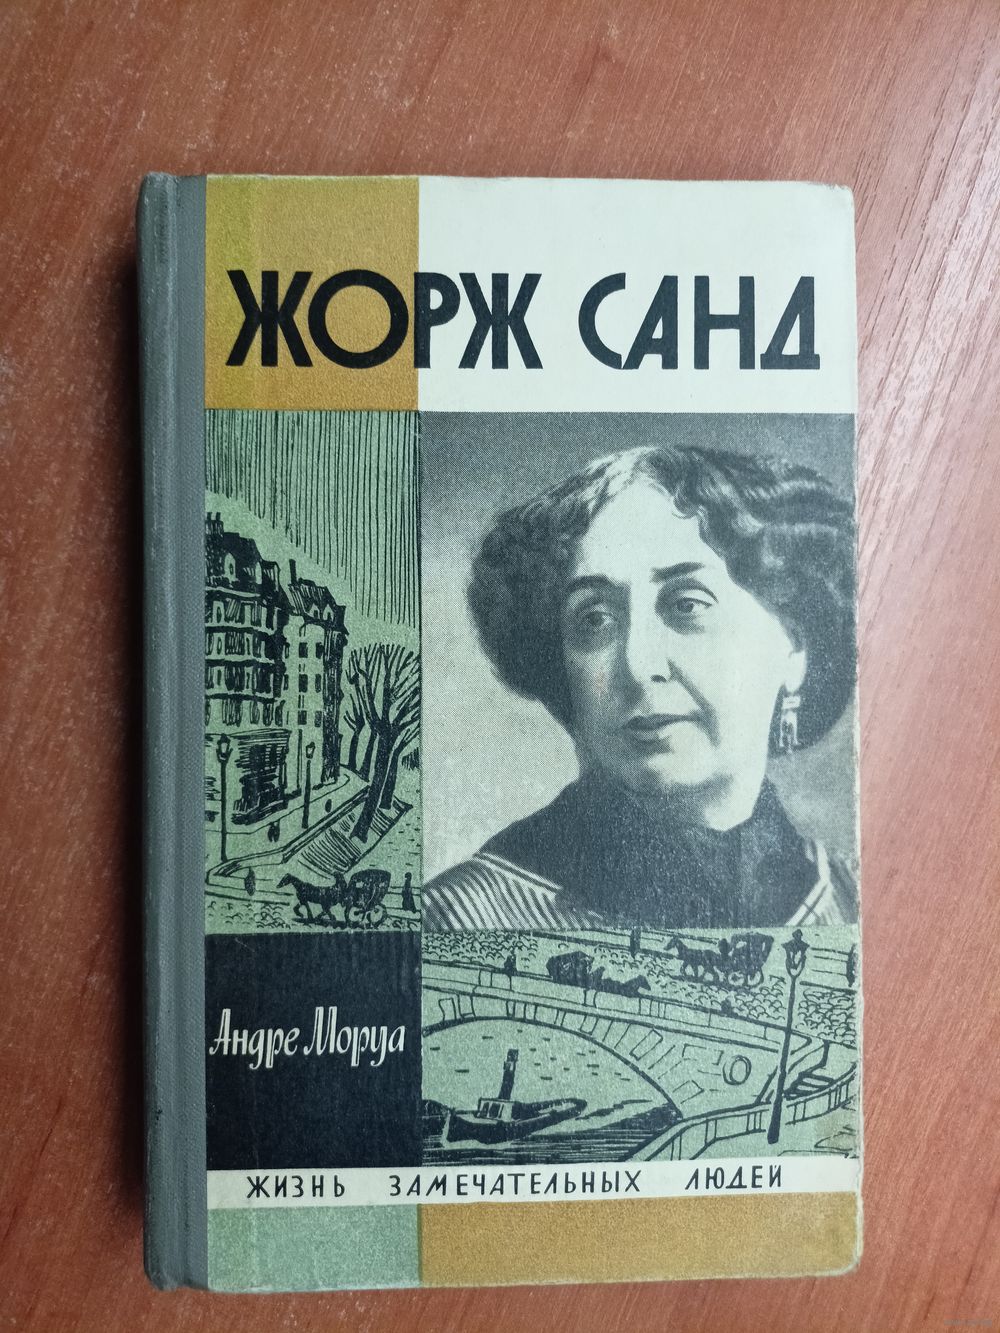 ЖОРЖ САНД
Андре Моруа
ЖИЗНЬ ЗАМЕЧАТЕЛЬНЫХ ЛЮДЕЙ